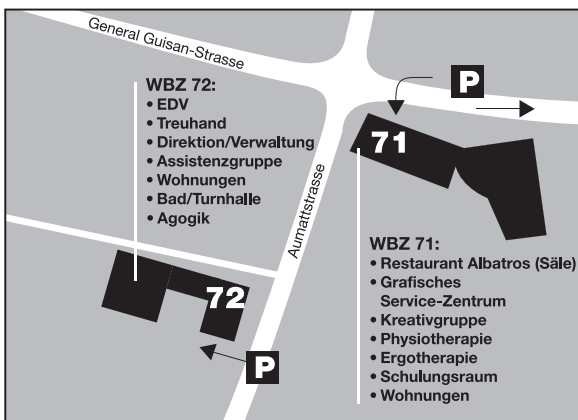 General Guisan-Strasse
P
WBZ 72:
• EDV
• Treuhand
• Direktion/Verwaltung
• Assistenzgruppe
• Wohnungen
• Bad/Turnhalle
• Agogik
71
Aumattstrasse
WBZ 71:
• Restaurant Albatros (Säle)
• Grafisches
Service-Zentrum
• Kreativgruppe
• Physiotherapie
• Ergotherapie
• Schulungsraum
• Wohnungen
72
P